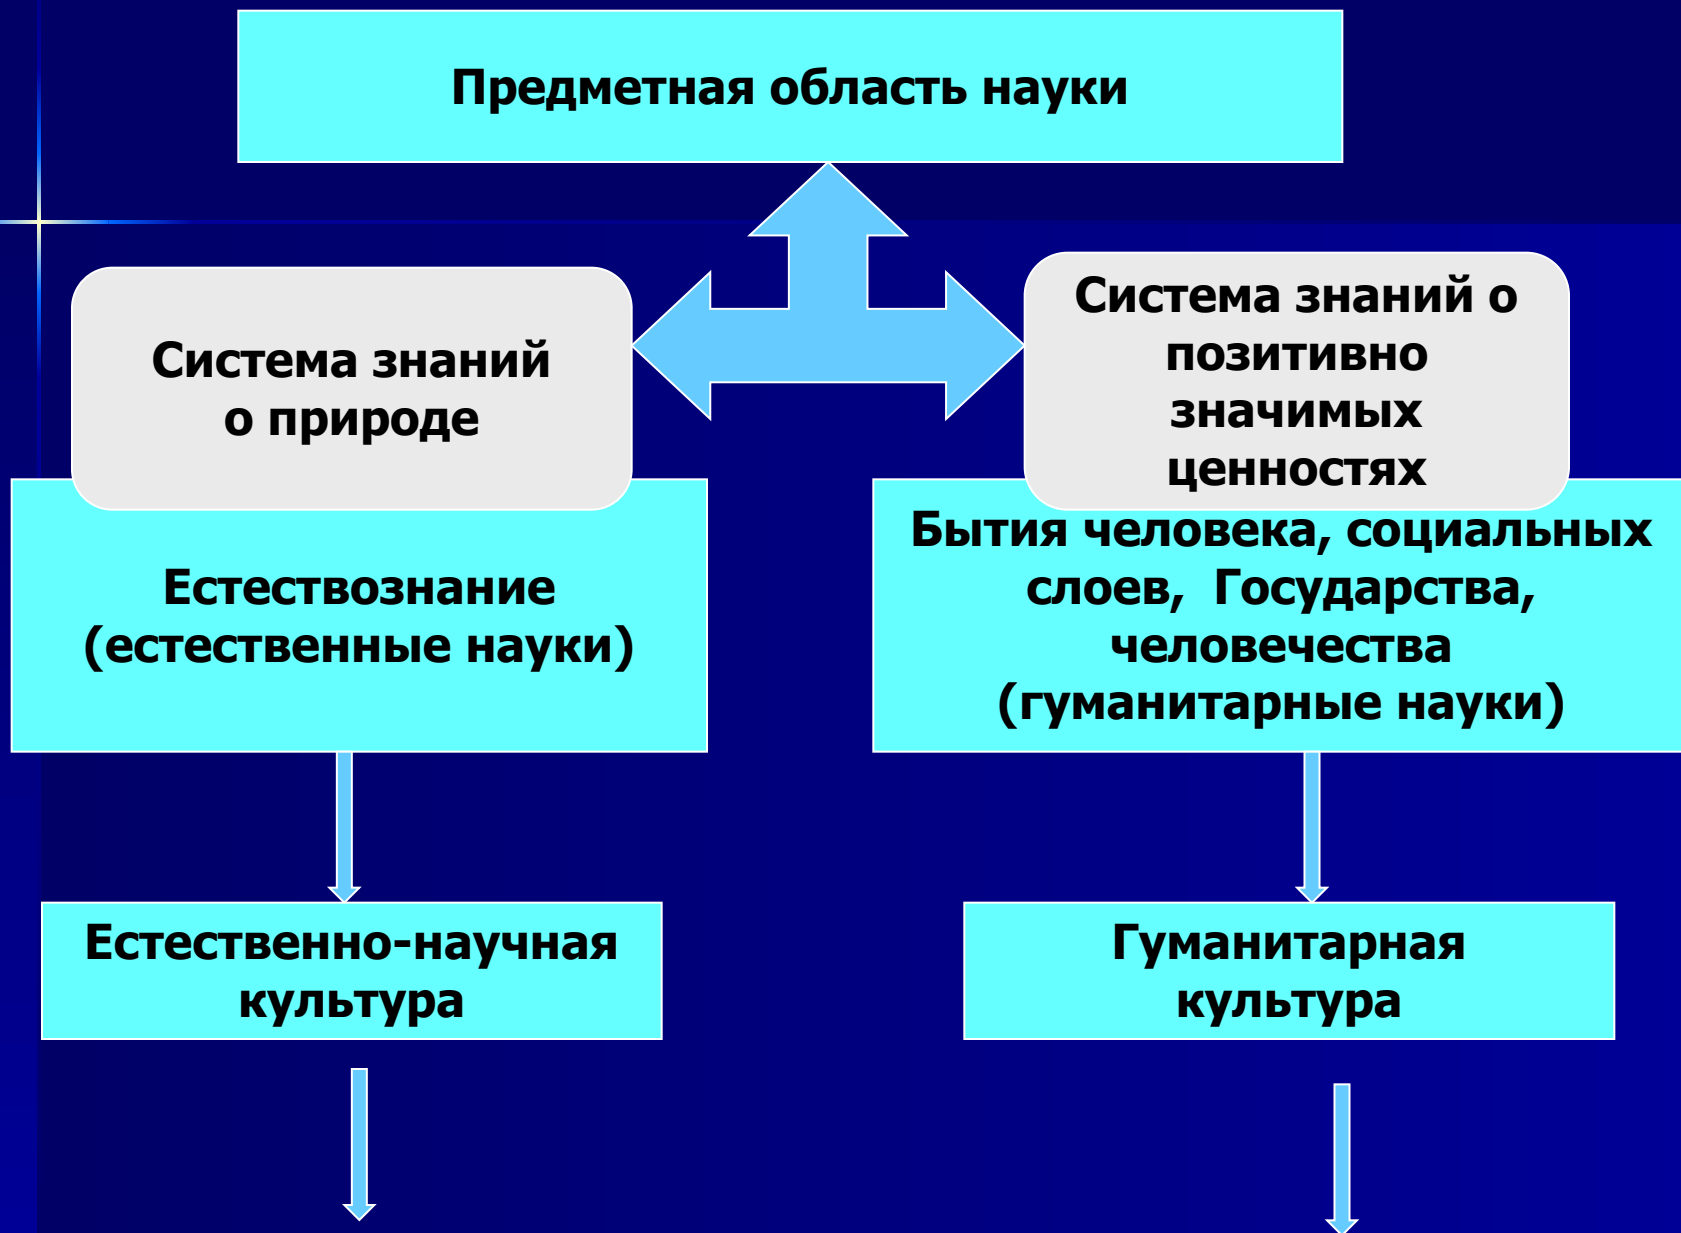 Предметная область науки
Система знаний
о природе
Система знаний о
позитивно
значимых
ценностях
Естествознание
(естественные науки)
Бытия человека, социальных
слоев, Государства,
человечества
(гуманитарные науки)
Естественно-научная
культура
Гуманитарная
культура